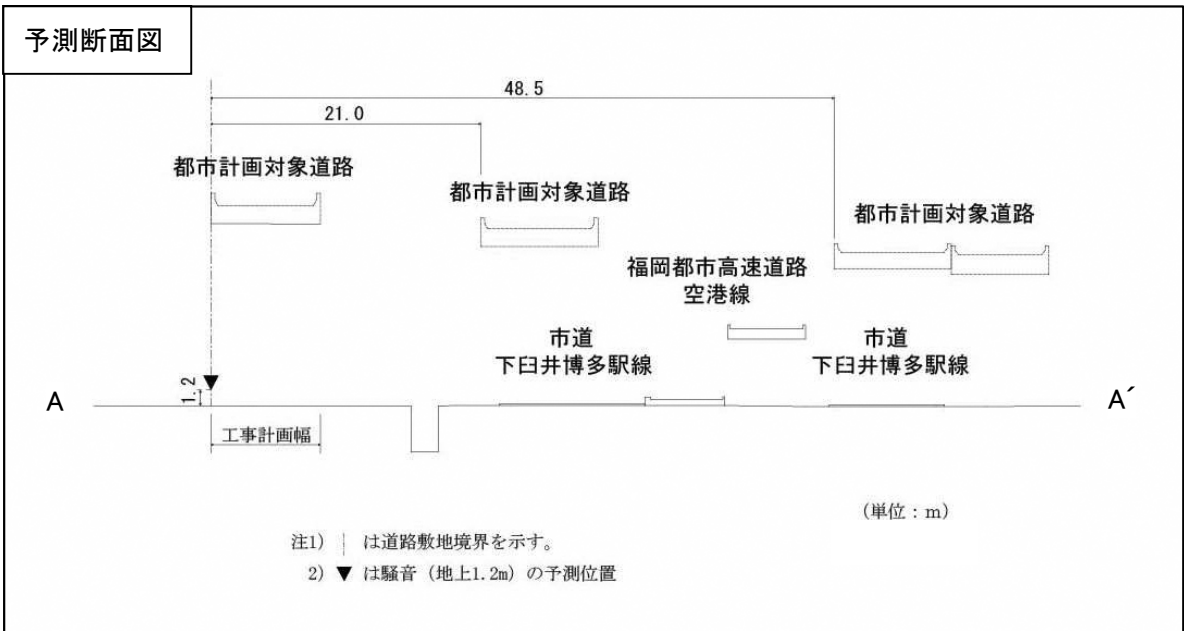 予測断面図
48.5
21.0
都市計画対象道路
都市計画対象道路
都市計画対象道路
福岡都市高速道路
空港線
市道
下臼井博多駅線
市道
下臼井博多駅線
1.2
A
A´
工事計画幅
(単位：m)
注1) ¦ は道路敷地境界を示す。
2) ▼ は騒音（地上1.2m）の予測位置